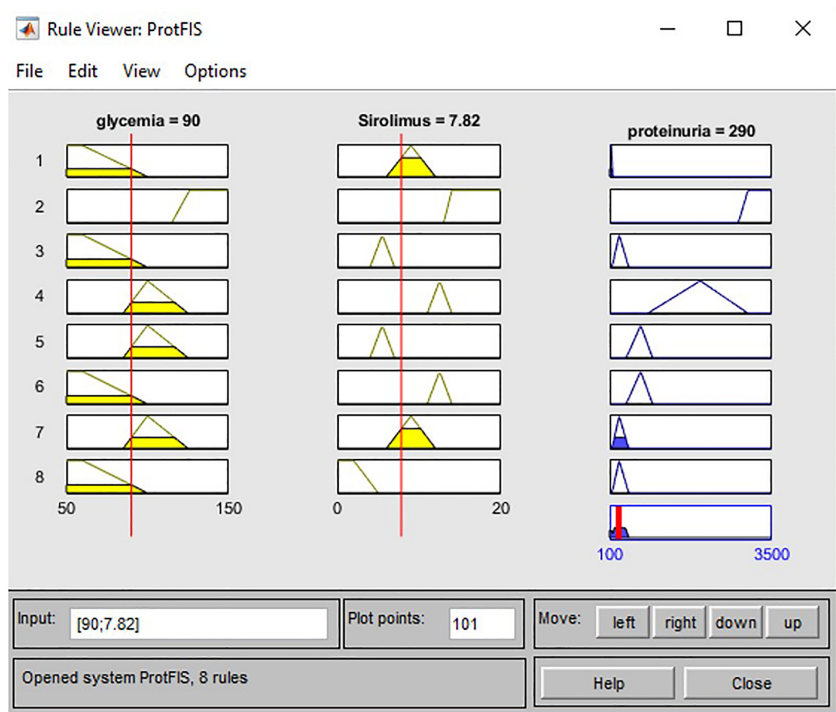 Rule Viewer: ProtFIS
File Edit View Options
glycemia = 90 Sirolimus = 7.82 proteinuria = 290
1
2
3
4
5
6
7
8
50 150 0 20
100 3500
Input: [90;7.82] Plot points: 101 Move: left right down up
Opened system ProtFIS, 8 rules Help Close